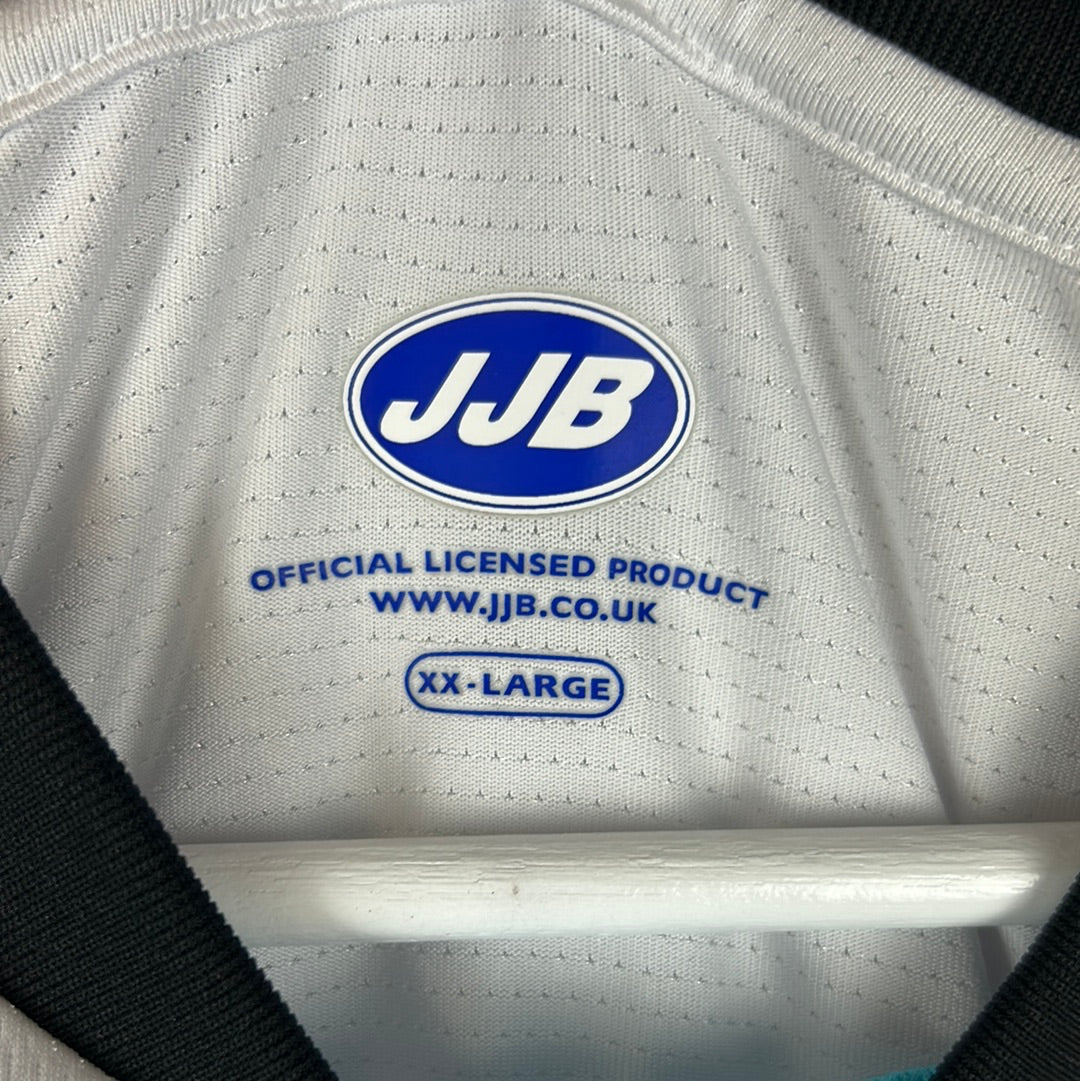 JJB
OFFICIAL LICENSED PRODUCT
WWW.JJB.CO.UK
XX-LARGE